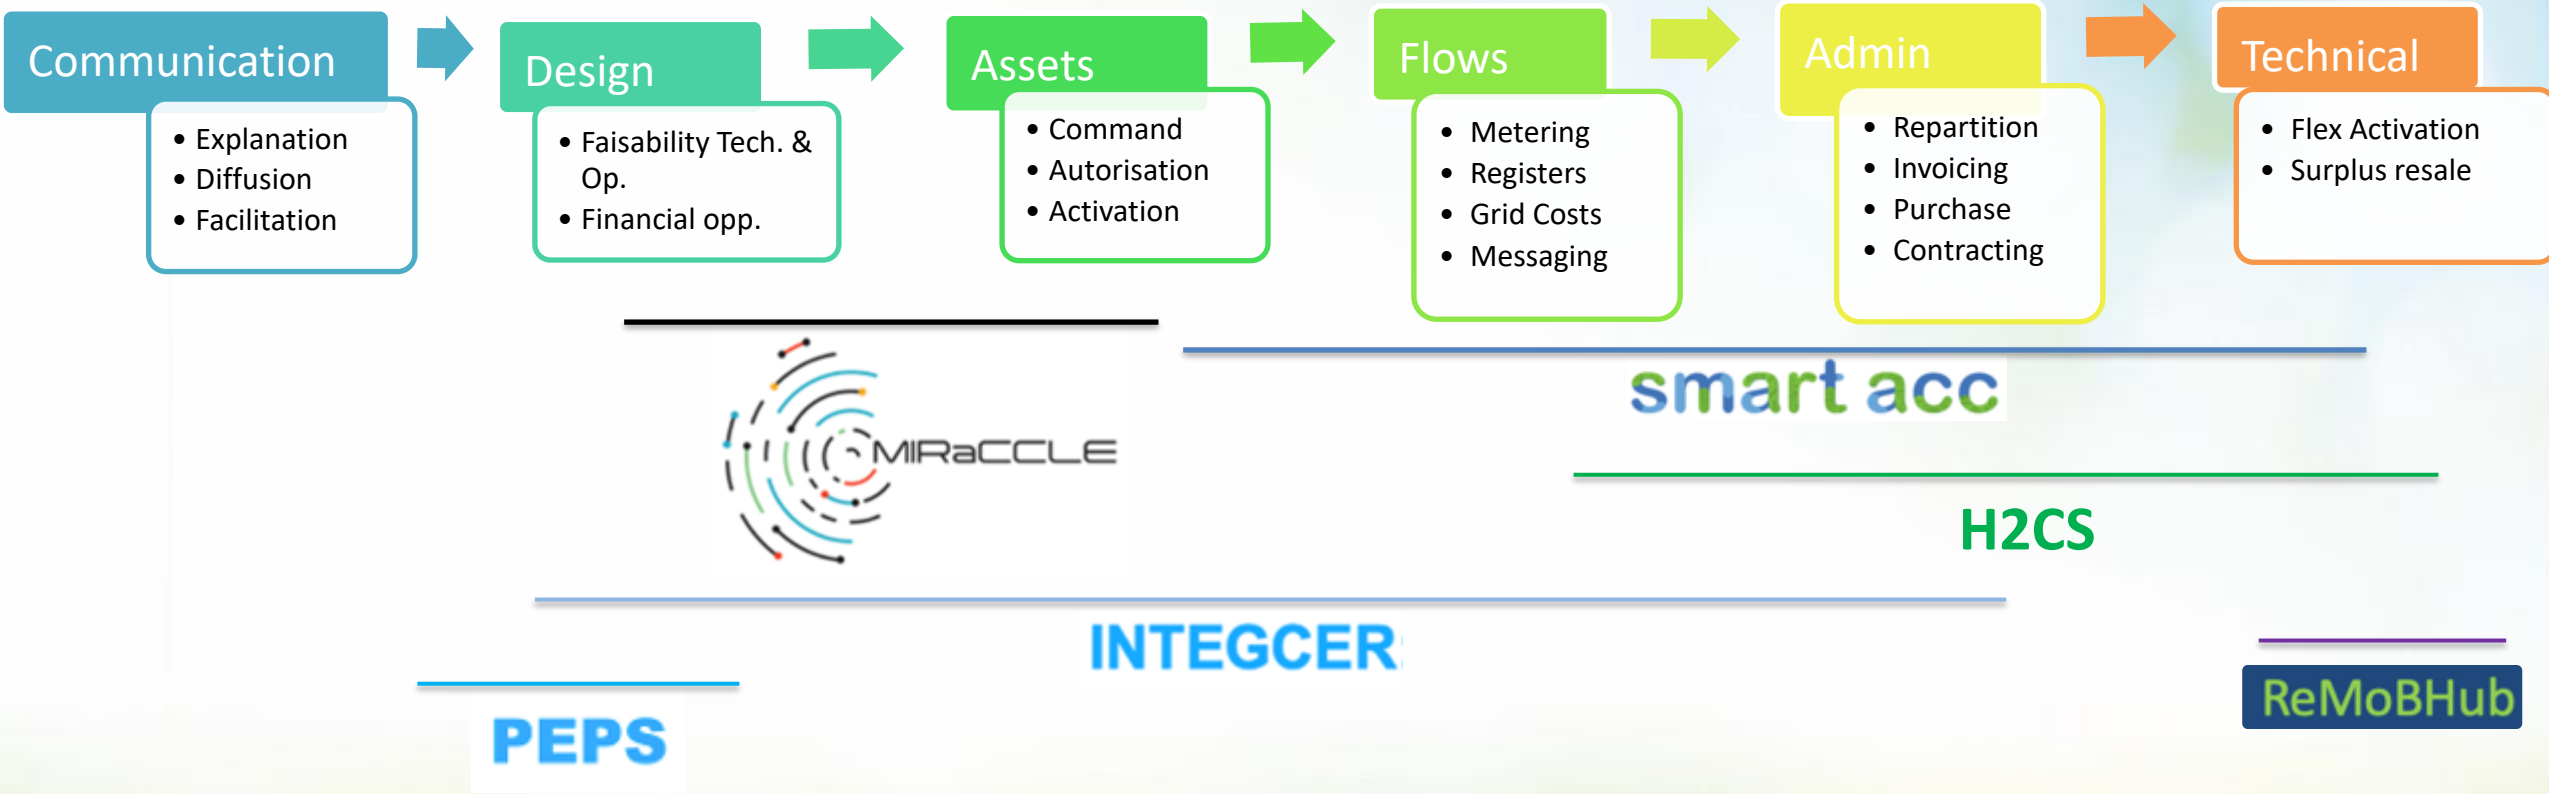 Communication
• Explanation
• Diffusion
• Facilitation
Design
• Faisability Tech. &
Op.
• Financial opp.
Assets
• Command
• Autorisation
• Activation
Flows
• Metering
• Registers
• Grid Costs
• Messaging
Admin
• Repartition
• Invoicing
• Purchase
• Contracting
Technical
• Flex Activation
• Surplus resale
MIRaCCLE
smart acc
H2CS
INTEGCER
PEPS
ReMoBHub